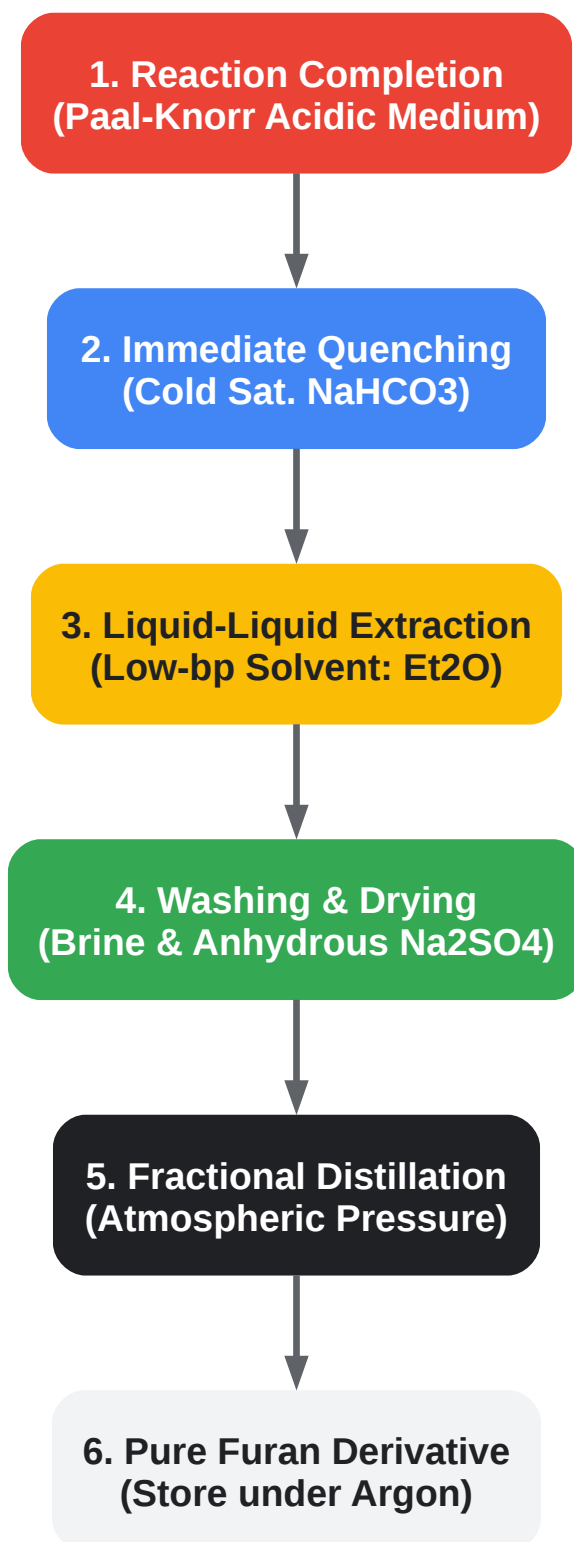 1. Reaction Completion
(Paal-Knorr Acidic Medium)
2. Immediate Quenching
(Cold Sat. NaHCO3)
3. Liquid-Liquid Extraction
(Low-bp Solvent: Et2O)
4. Washing & Drying
(Brine & Anhydrous Na2SO4)
5. Fractional Distillation
(Atmospheric Pressure)
6. Pure Furan Derivative
(Store under Argon)